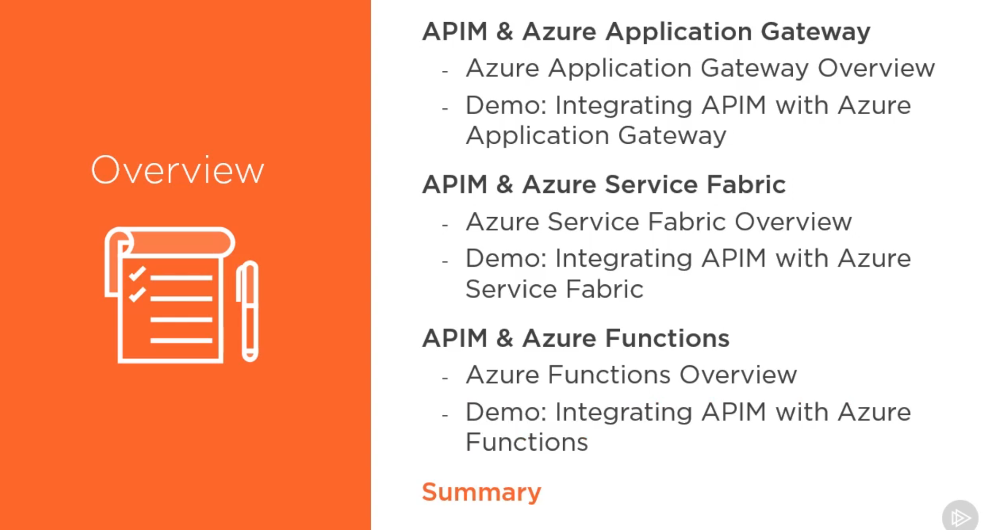 Overview
APIM & Azure Application Gateway
- Azure Application Gateway Overview
- Demo: Integrating APIM with Azure
Application Gateway
APIM & Azure Service Fabric
- Azure Service Fabric Overview
- Demo: Integrating APIM with Azure
Service Fabric
APIM & Azure Functions
- Azure Functions Overview
- Demo: Integrating APIM with Azure
Functions
Summary